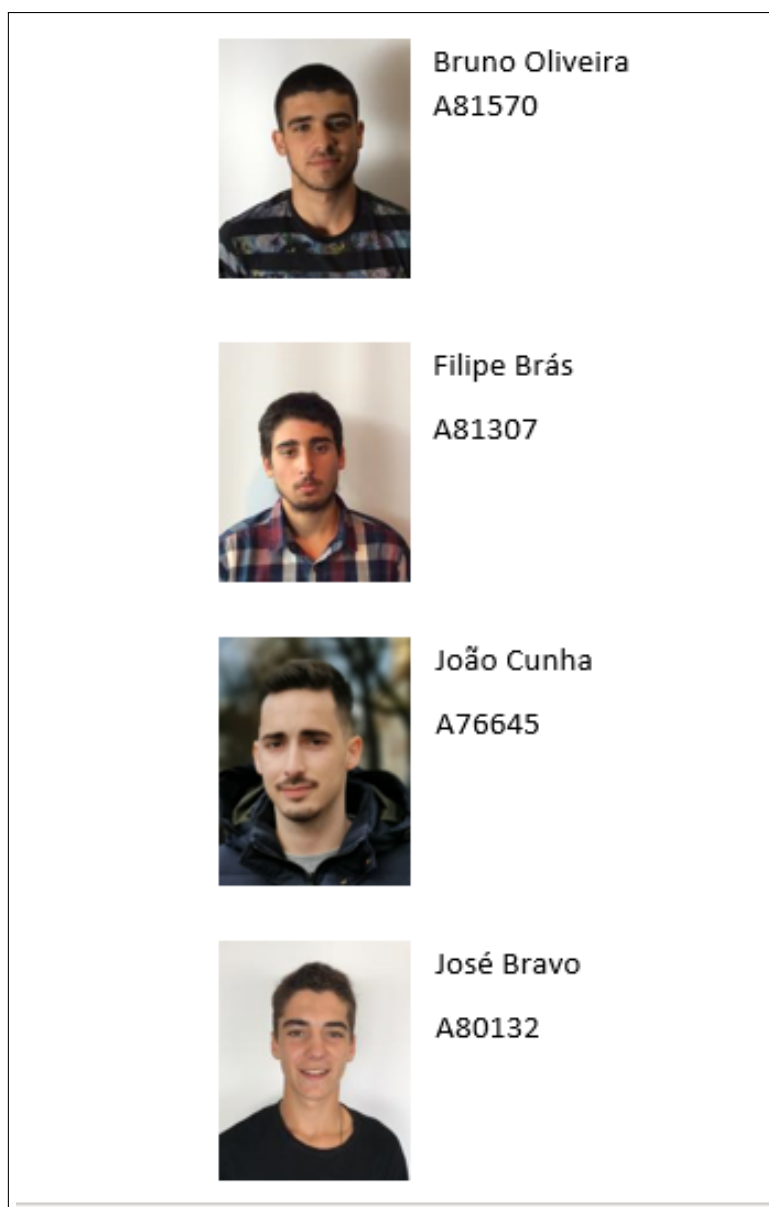 Bruno Oliveira
A81570
Filipe Brás
A81307
João Cunha
A76645
José Bravo
A80132